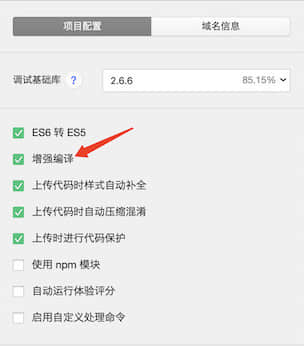 项目配置 域名信息
调试基础库 ? 2.6.6 85.15%
ES6 转 ES5
增强编译
上传代码时样式自动补全
上传代码时自动压缩混淆
上传时进行代码保护
使用 npm 模块
自动运行体验评分
启用自定义处理命令